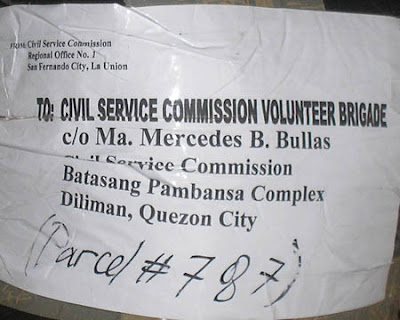 FROM: Civil Service Commission
Regional Office No. 1
San Fernando City, La Union
TO: CIVIL SERVICE COMMISSION VOLUNTEER BRIGADE
c/o Ma. Mercedes B. Bullas
Civil Service Commission
Batasang Pambansa Complex
Diliman, Quezon City
(Parcel # 787)